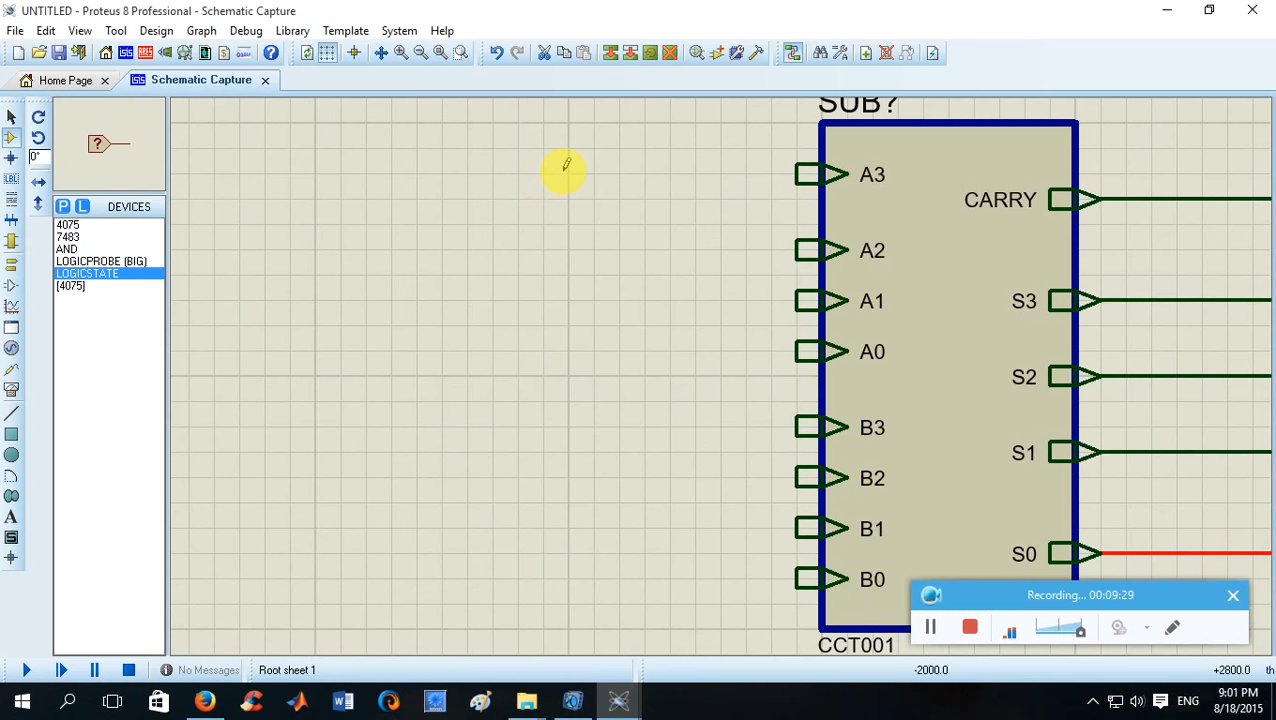 UNTITLED - Proteus 8 Professional - Schematic Capture
File Edit View Tool Design Graph Debug Library Template System Help
Home Page
Schematic Capture
SUB?
?
0°
LBL
P L DEVICES
4075
7483
AND
LOGICPROBE (BIG)
LOGICSTATE
[4075]
A
A3
CARRY
A2
A1
S3
A0
S2
B3
S1
B2
B1
S0
B0
CCT001
Recording... 00:09:29
No Messages
Root sheet 1
-2000.0
+2800.0
th
ENG
9:01 PM
8/18/2015